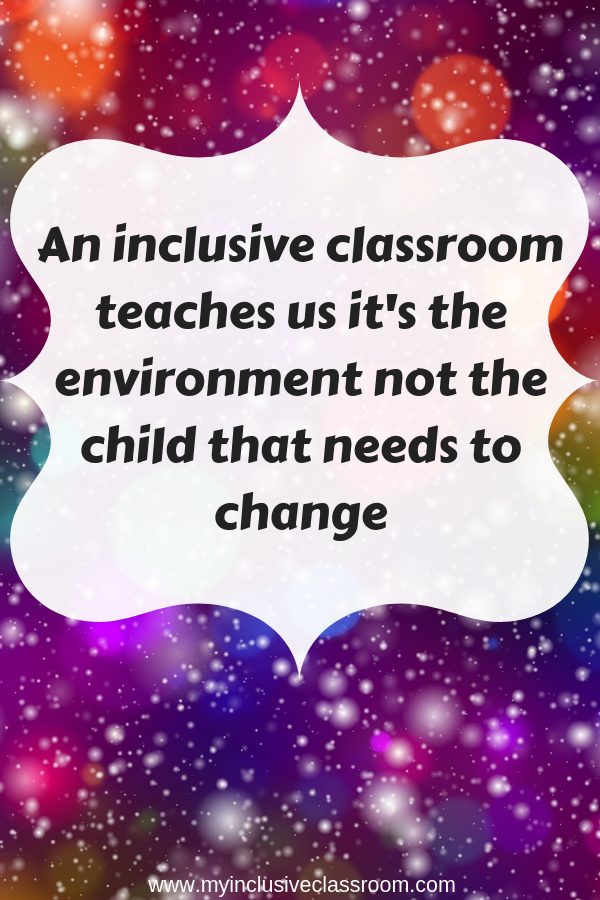 An inclusive classroom
teaches us it's the
environment not the
child that needs to
change
www.myinclusiveclassroom.com